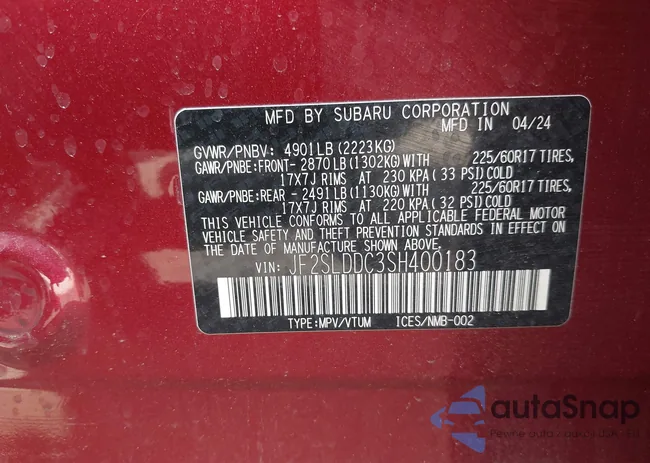 MFD BY SUBARU CORPORATION
MFD IN 04/24
GVWR/PNBV: 4901LB (2223KG)
GAWR/PNBE:FRONT- 2870LB (1302KG)WITH 225/60R17 TIRES,
17X7J RIMS AT 230 KPA( 33 PSI)COLD
GAWR/PNBE:REAR - 2491LB (1130KG)WITH 225/60R17 TIRES,
17X7J RIMS AT 220 KPA( 32 PSI)COLD
THIS VEHICLE CONFORMS TO ALL APPLICABLE FEDERAL MOTOR
VEHICLE SAFETY AND THEFT PREVENTION STANDARDS IN EFFECT ON
THE DATE OF MANUFACTURE SHOWN ABOVE.
VIN: JF2SLDDC3SH400183
TYPE:MPV/VTUM ICES/NMB-002
autaSnap
Pewne auta